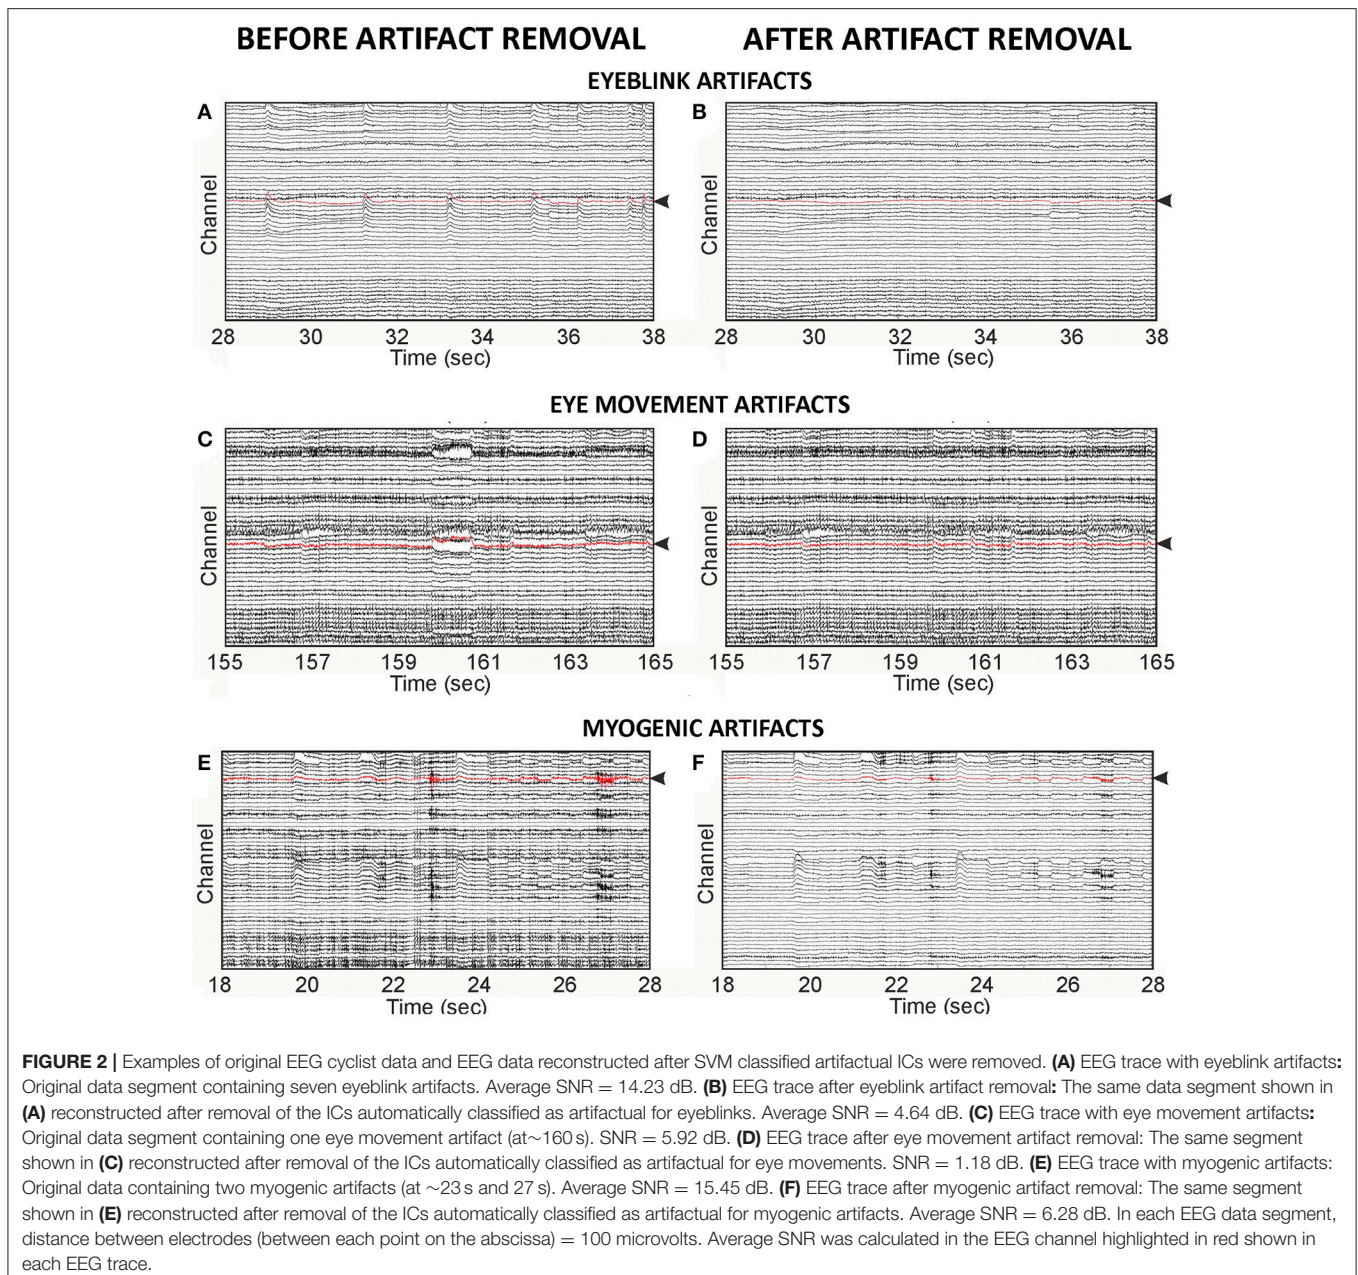 BEFORE ARTIFACT REMOVAL AFTER ARTIFACT REMOVAL
EYEBLINK ARTIFACTS
A B
Channel Channel
28 30 32 34 36 38 28 30 32 34 36 38
Time (sec) Time (sec)
EYE MOVEMENT ARTIFACTS
C D
Channel Channel
155 157 159 161 163 165 155 157 159 161 163 165
Time (sec) Time (sec)
MYOGENIC ARTIFACTS
E F
Channel Channel
18 20 22 24 26 28 18 20 22 24 26 28
Time (sec) Time (sec)
FIGURE 2 | Examples of original EEG cyclist data and EEG data reconstructed after SVM classified artifactual ICs were removed. (A) EEG trace with eyeblink artifacts:
Original data segment containing seven eyeblink artifacts. Average SNR = 14.23 dB. (B) EEG trace after eyeblink artifact removal: The same data segment shown in
(A) reconstructed after removal of the ICs automatically classified as artifactual for eyeblinks. Average SNR = 4.64 dB. (C) EEG trace with eye movement artifacts:
Original data segment containing one eye movement artifact (at∼160 s). SNR = 5.92 dB. (D) EEG trace after eye movement artifact removal: The same segment
shown in (C) reconstructed after removal of the ICs automatically classified as artifactual for eye movements. SNR = 1.18 dB. (E) EEG trace with myogenic artifacts:
Original data containing two myogenic artifacts (at ∼23 s and 27 s). Average SNR = 15.45 dB. (F) EEG trace after myogenic artifact removal: The same segment
shown in (E) reconstructed after removal of the ICs automatically classified as artifactual for myogenic artifacts. Average SNR = 6.28 dB. In each EEG data segment,
distance between electrodes (between each point on the abscissa) = 100 microvolts. Average SNR was calculated in the EEG channel highlighted in red shown in
each EEG trace.